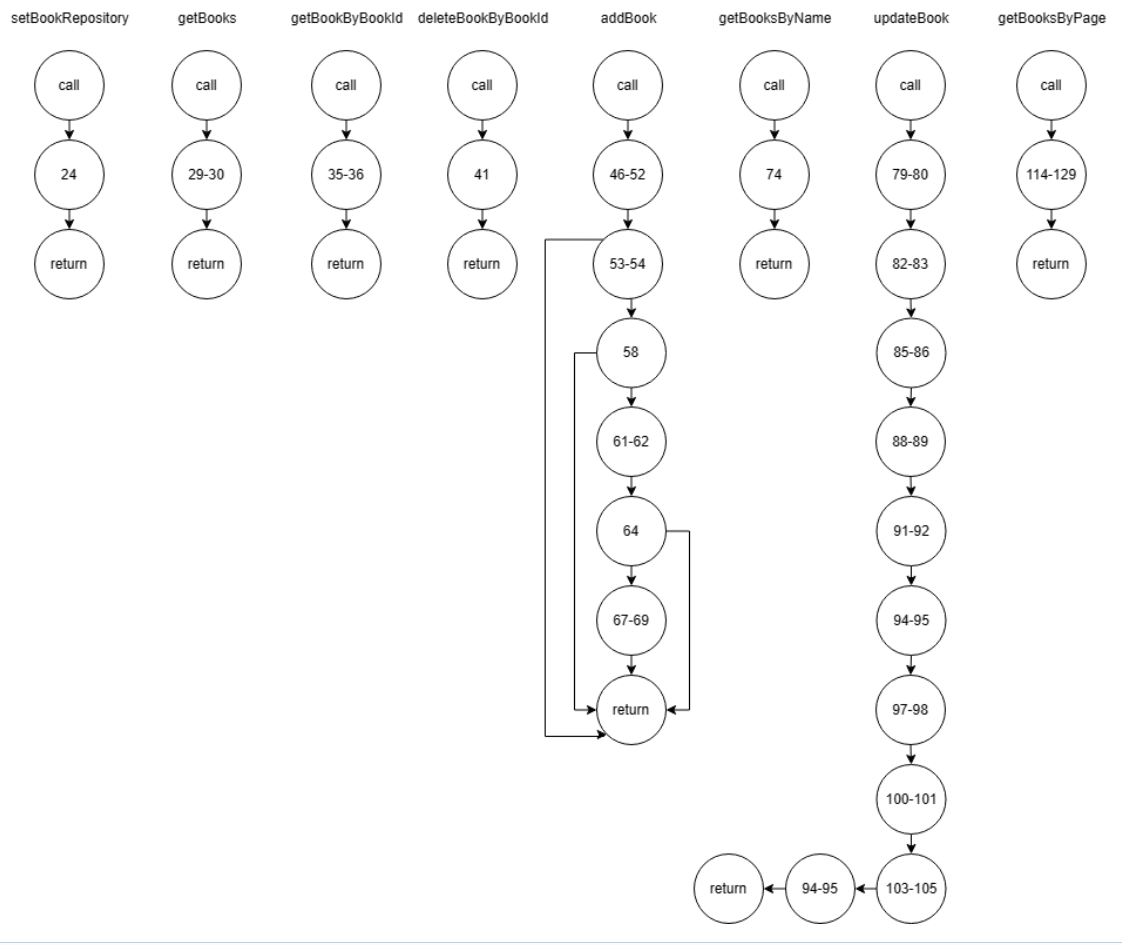 setBookRepository getBooks getBookByBookId deleteBookByBookId addBook getBooksByName updateBook getBooksByPage
call call call call call call call call
24 29-30 35-36 41 46-52 74 79-80 114-129
return return return return 53-54 return 82-83 return
58 85-86
61-62 88-89
64 91-92
67-69 94-95
return 97-98
100-101
return 94-95 103-105